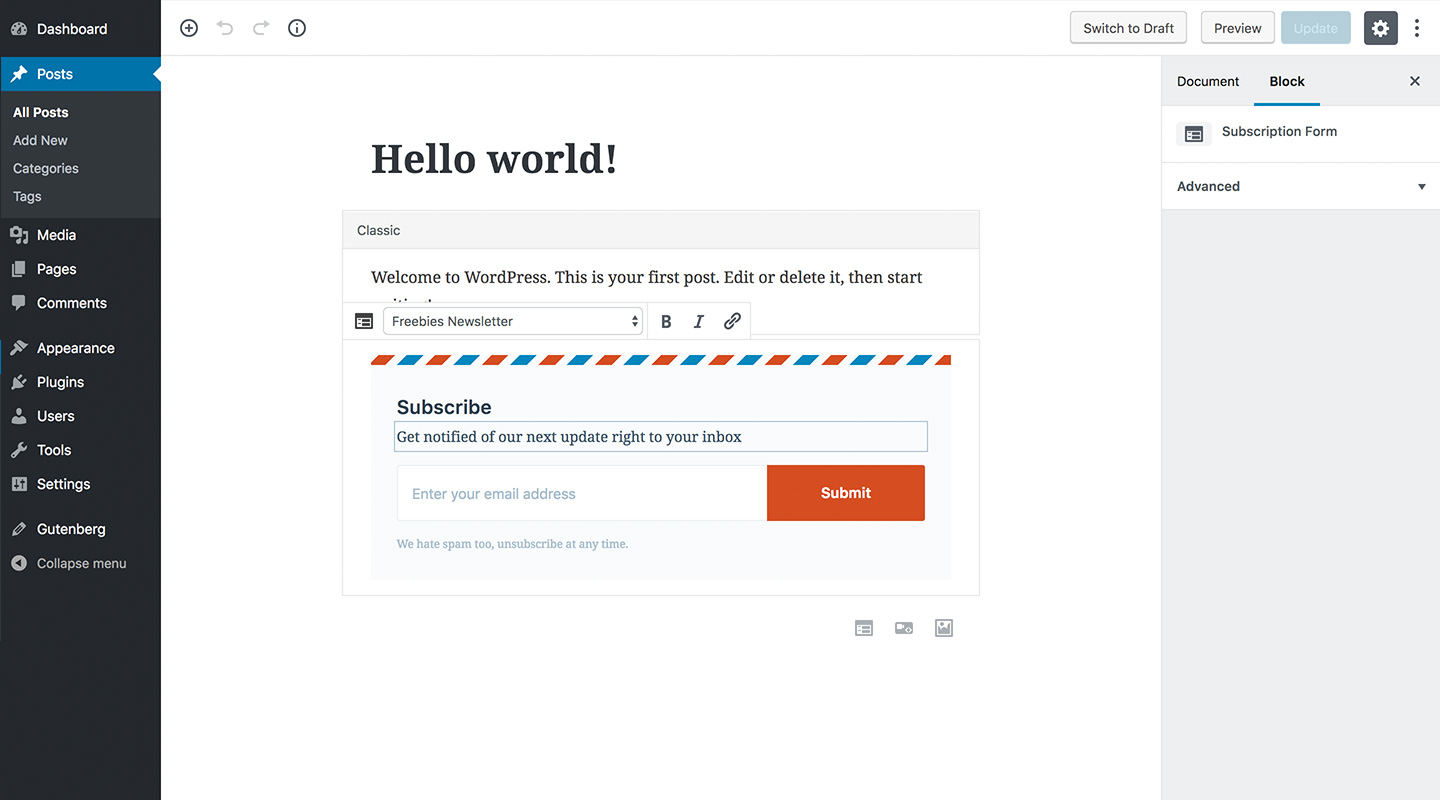 Dashboard
Posts
All Posts
Add New
Categories
Tags
Media
Pages
Comments
Appearance
Plugins
Users
Tools
Settings
Gutenberg
Collapse menu
Switch to Draft
Preview
Update
Hello world!
Classic
Welcome to WordPress. This is your first post. Edit or delete it, then start
Freebies Newsletter
B I
Subscribe
Get notified of our next update right to your inbox
Enter your email address
Submit
We hate spam too, unsubscribe at any time.
Document
Block
Subscription Form
Advanced